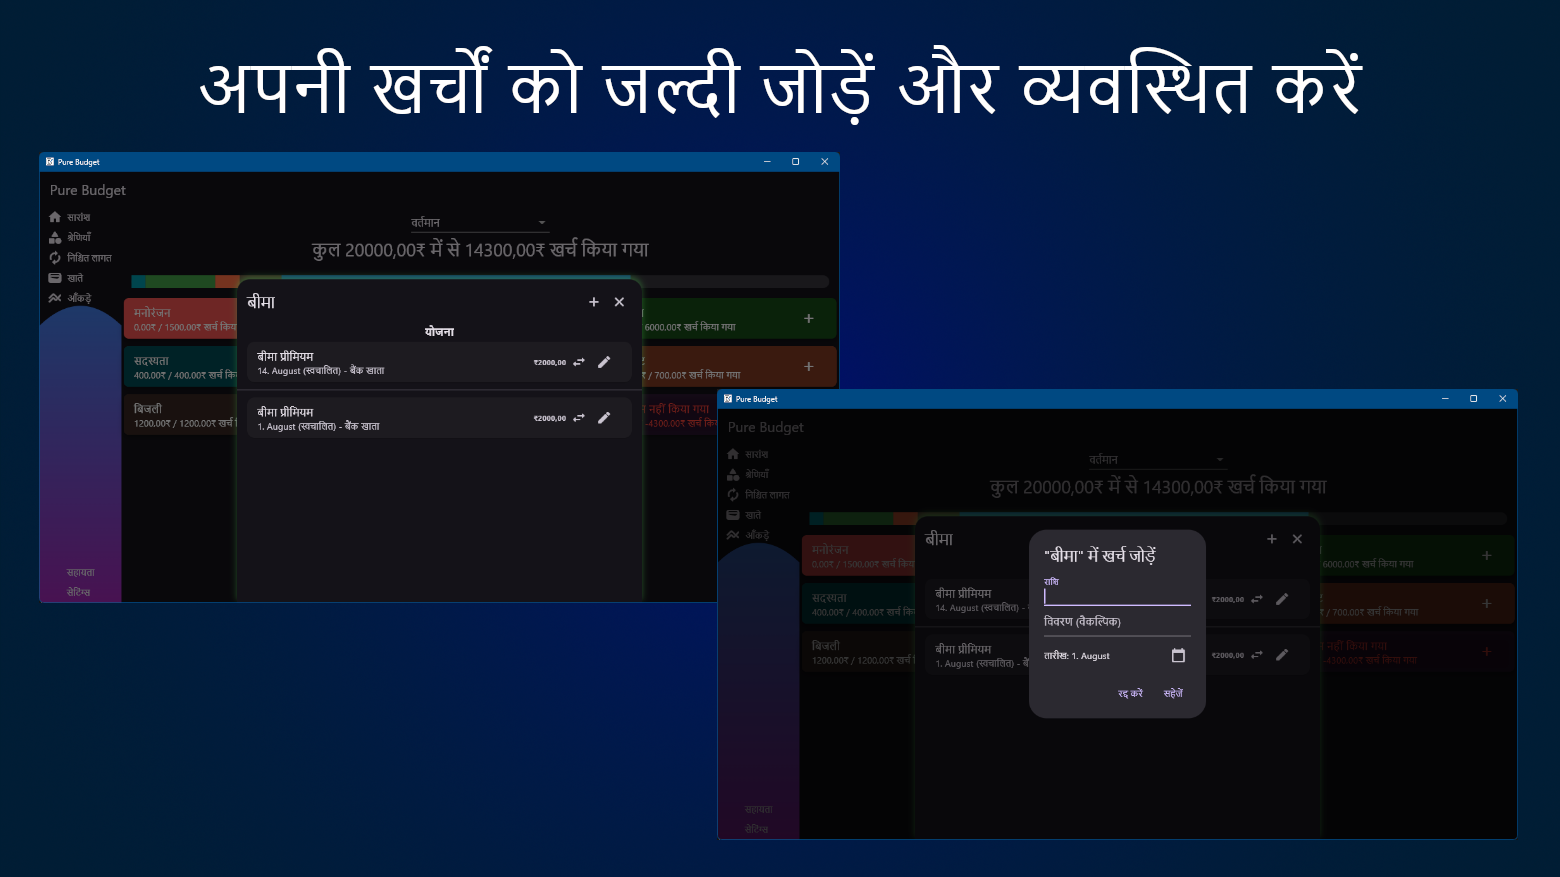 अपनी खर्चों को जल्दी जोड़ें और व्यवस्थित करें
Pure Budget
Pure Budget
सारांश
श्रेणियाँ
निश्चित लागत
खाते
आँकड़े
वर्तमान
कुल 20000,00₹ में से 14300,00₹ खर्च किया गया
मनोरंजन
0.00₹ / 1500.00₹ खर्च
6000.00₹ खर्च किया गया
सदस्यता
400.00₹ / 400.00₹ खर्च
/ 700.00₹ खर्च किया गया
बिजली
1200.00₹ / 1200.00₹ खर्च
नहीं किया गया
-4300.00₹ खर्च
बीमा
योजना
बीमा प्रीमियम
14. August (स्वचालित) - बैंक खाता
₹2000,00
बीमा प्रीमियम
1. August (स्वचालित) - बैंक खाता
₹2000,00
सहायता
सेटिंग्स
Pure Budget
Pure Budget
सारांश
श्रेणियाँ
निश्चित लागत
खाते
आँकड़े
वर्तमान
कुल 20000,00₹ में से 14300,00₹ खर्च किया गया
मनोरंजन
0.00₹ / 1500.00₹ खर्च
6000.00₹ खर्च किया गया
सदस्यता
400.00₹ / 400.00₹ खर्च
/ 700.00₹ खर्च किया गया
बिजली
1200.00₹ / 1200.00₹ खर्च
नहीं किया गया
-4300.00₹ खर्च किया गया
बीमा
बीमा प्रीमियम
14. August (स्वचालित) -
₹2000,00
बीमा प्रीमियम
1. August (स्वचालित) -
₹2000,00
"बीमा" में खर्च जोड़ें
राशि
विवरण (वैकल्पिक)
तारीख: 1. August
रद्द करें
सहेजें
सहायता
सेटिंग्स